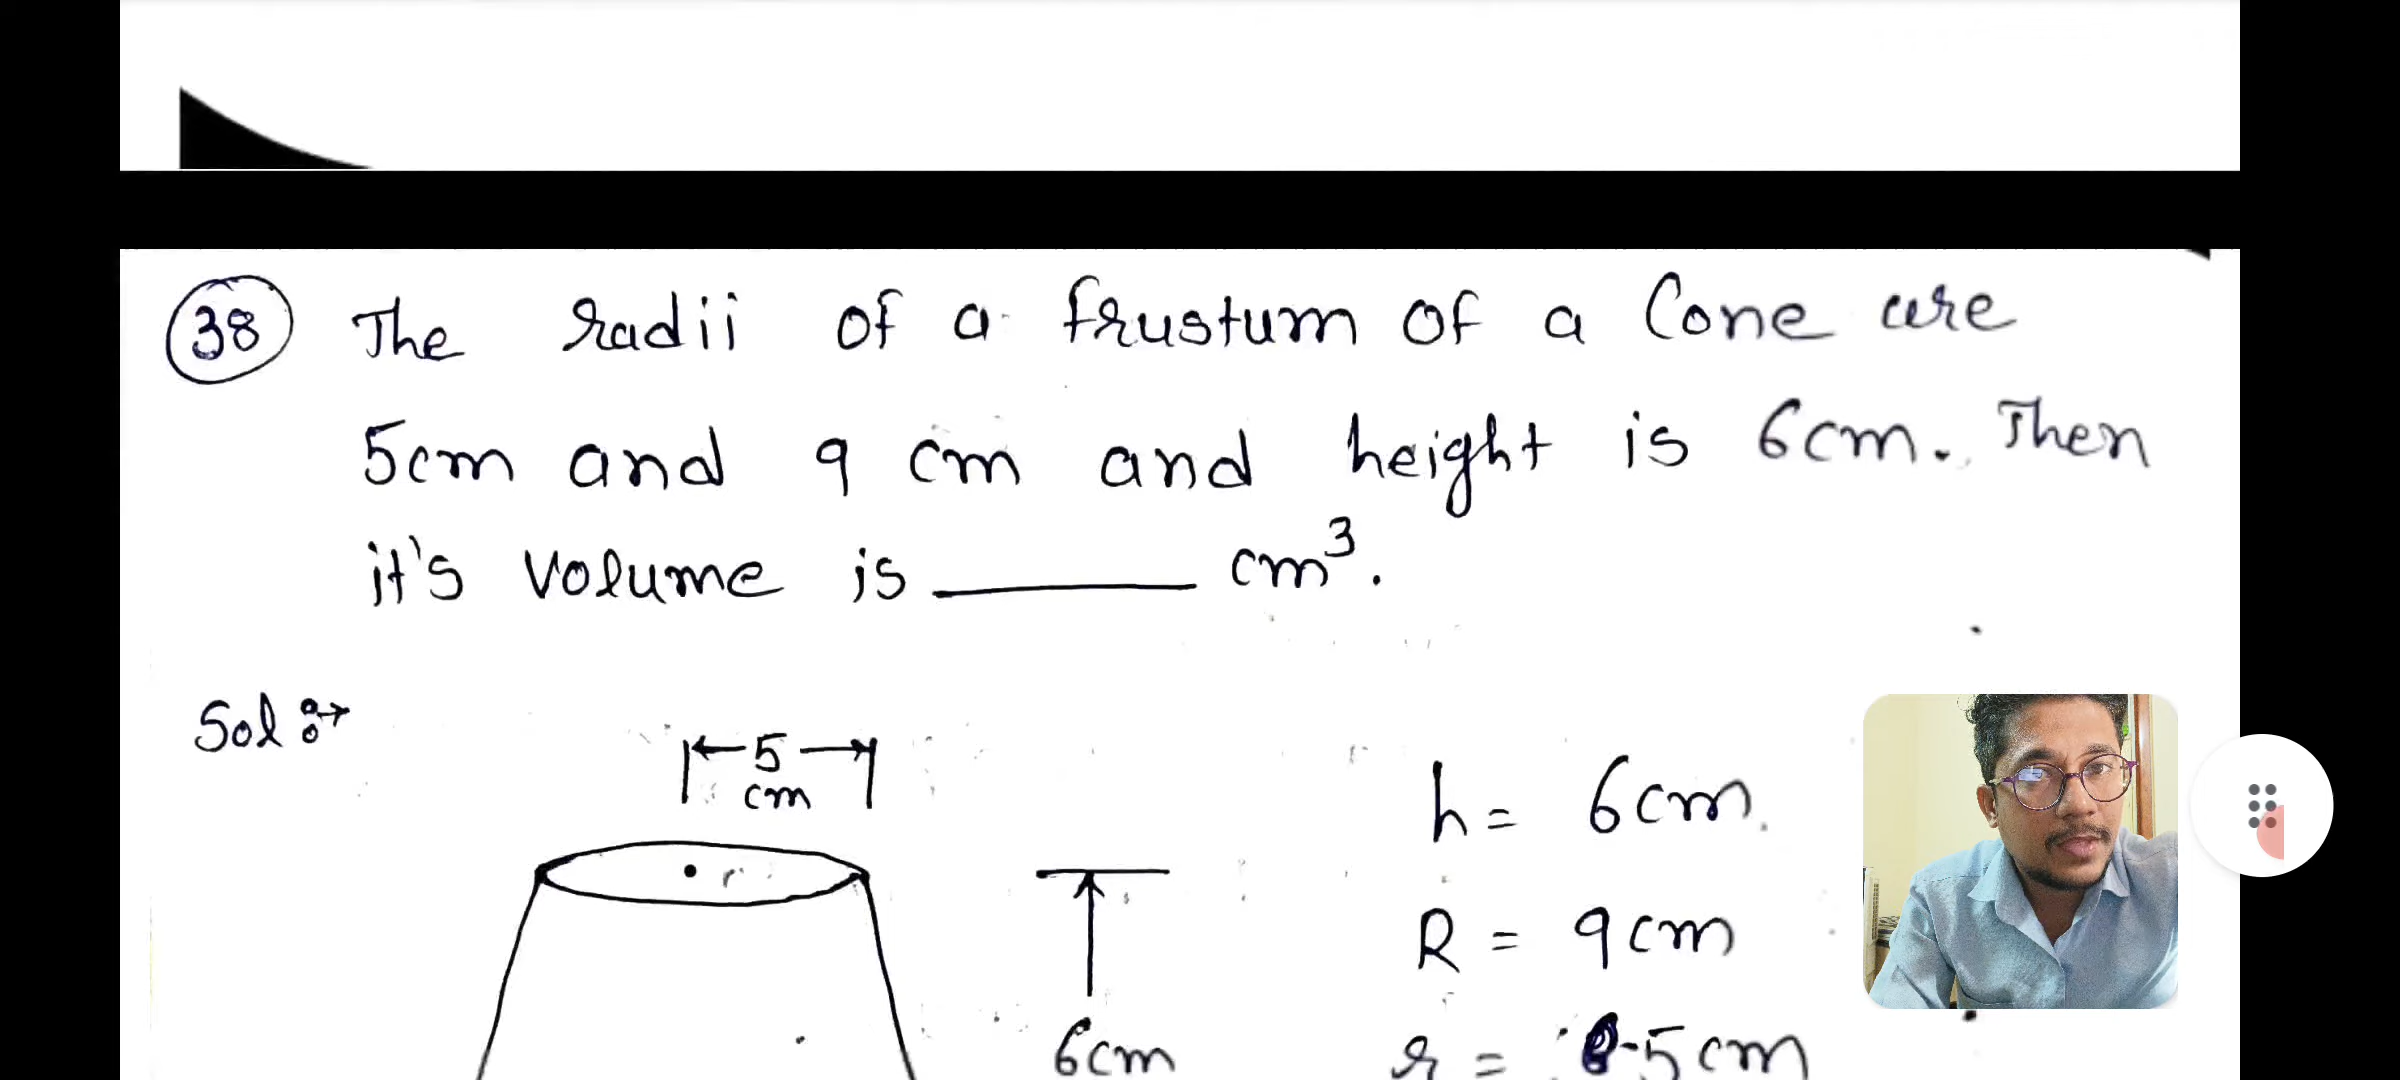 38 The radii of a frustum of a Cone are
5cm and 9 cm and height is 6cm. Then
it's volume is ______ cm³.
Sol :→
5
cm
r
h = 6cm.
R = 9cm
6cm
r = 5cm